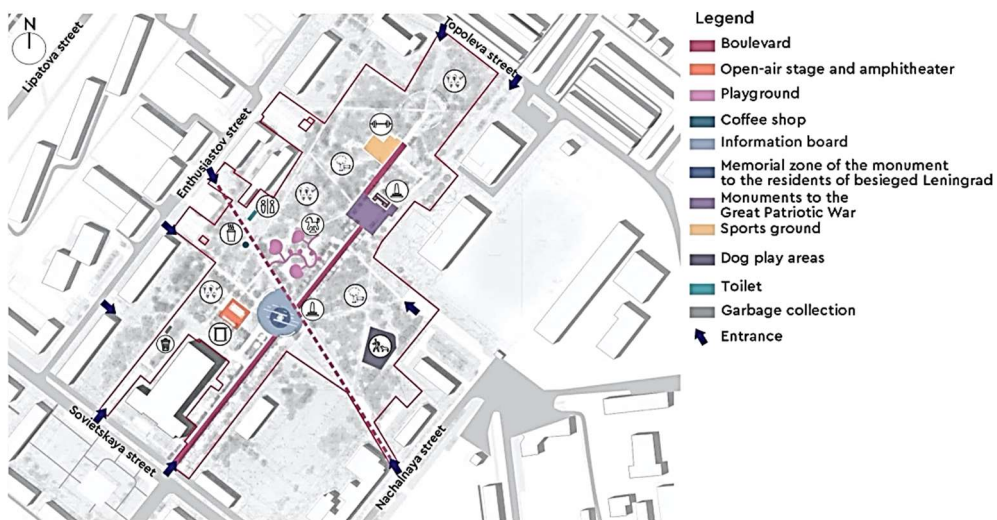 N
Lipatova street
Topoleva street
Enthusiastov street
Sovietskaya street
Nachalnaya street
Legend
Boulevard
Open-air stage and amphitheater
Playground
Coffee shop
Information board
Memorial zone of the monument
to the residents of besieged Leningrad
Monuments to the
Great Patriotic War
Sports ground
Dog play areas
Toilet
Garbage collection
Entrance